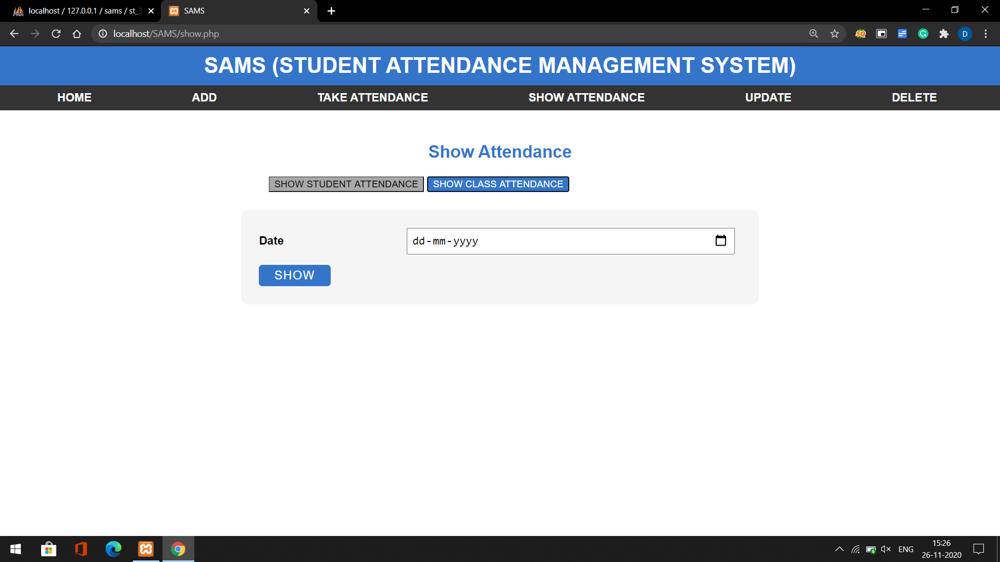 localhost / 127.0.0.1 / sams / st_3
SAMS
localhost/SAMS/show.php
SQ
G
D
SAMS (STUDENT ATTENDANCE MANAGEMENT SYSTEM)
HOME ADD TAKE ATTENDANCE SHOW ATTENDANCE UPDATE DELETE
Show Attendance
SHOW STUDENT ATTENDANCE SHOW CLASS ATTENDANCE
Date dd-mm-yyyy
SHOW
ENG
15:26
26-11-2020